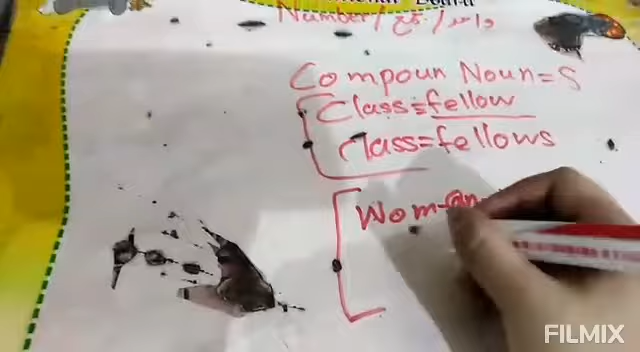 Number / جمع / واحد
Compoun Noun = S
Class = fellow
Class = fellows
Wom-an-
FILMIX